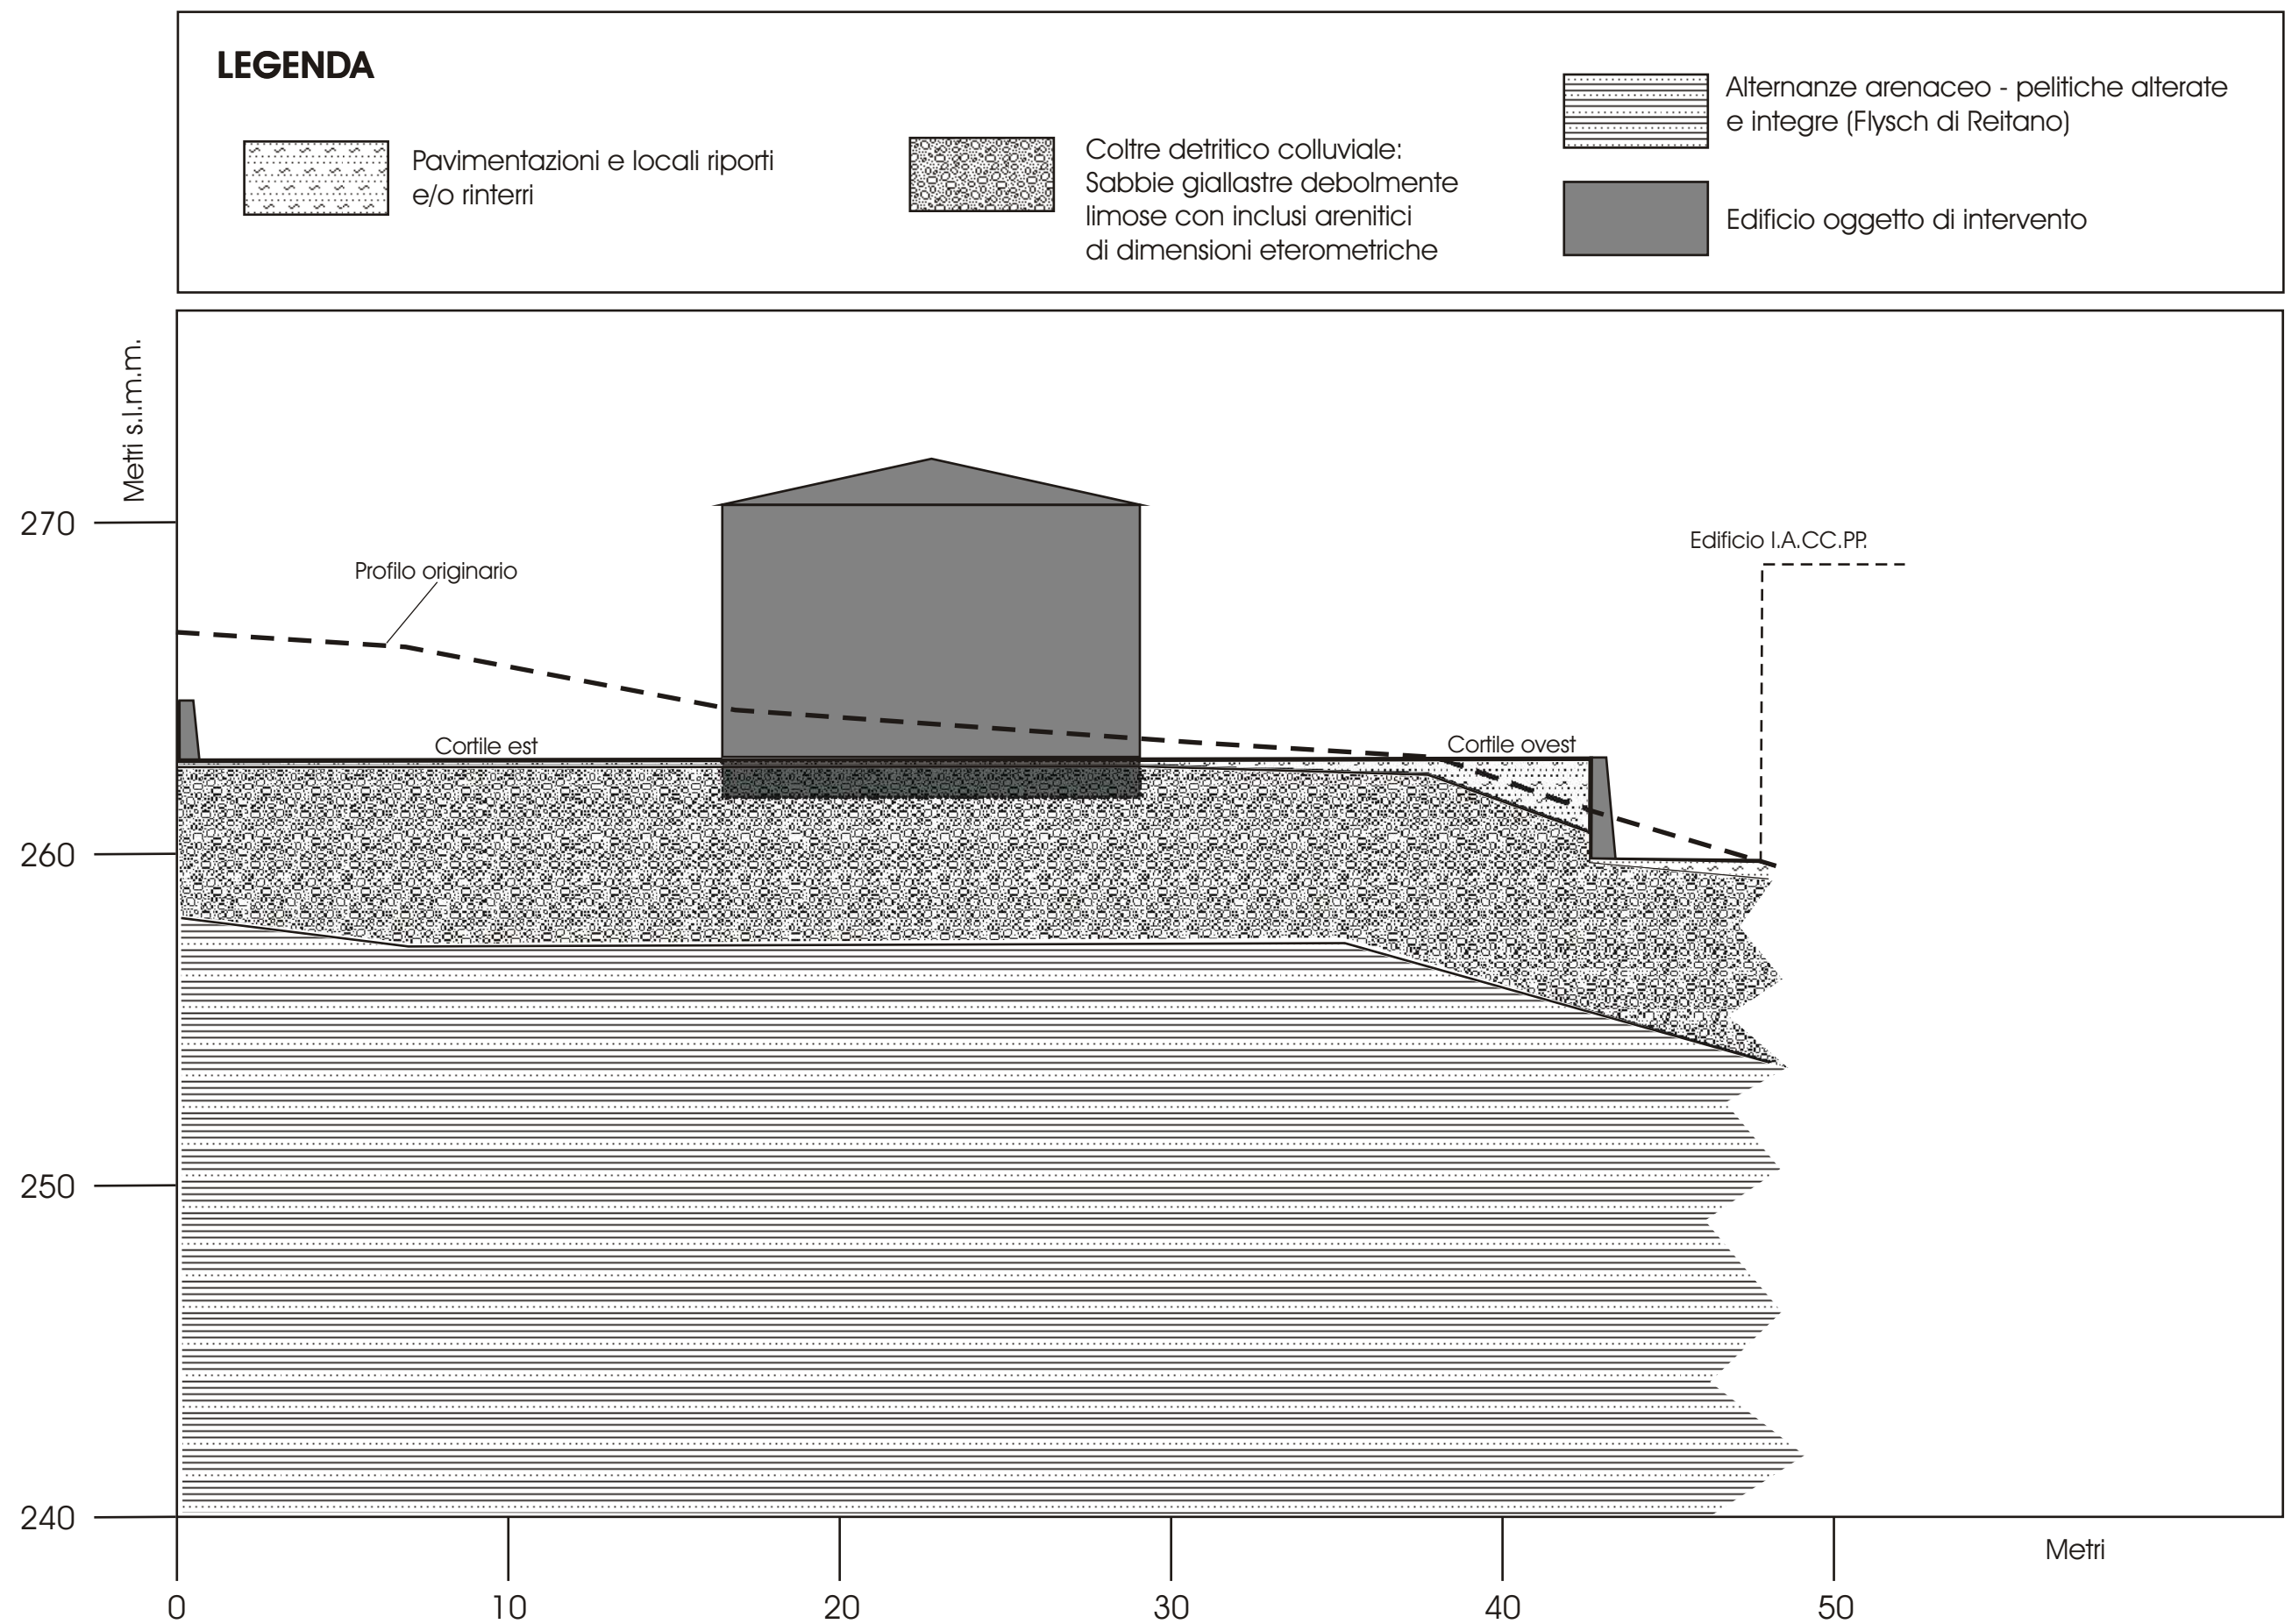 LEGENDA
Pavimentazioni e locali riporti
e/o rinterri
Coltre detritico colluviale:
Sabbie giallastre debolmente
limose con inclusi arenitici
di dimensioni eterometriche
Alternanze arenaceo - pelitiche alterate
e integre (Flysch di Reitano)
Edificio oggetto di intervento
Metri s.l.m.m.
270
260
250
240
Profilo originario
Edificio I.A.CC.PP.
Cortile est
Cortile ovest
Metri
0
10
20
30
40
50